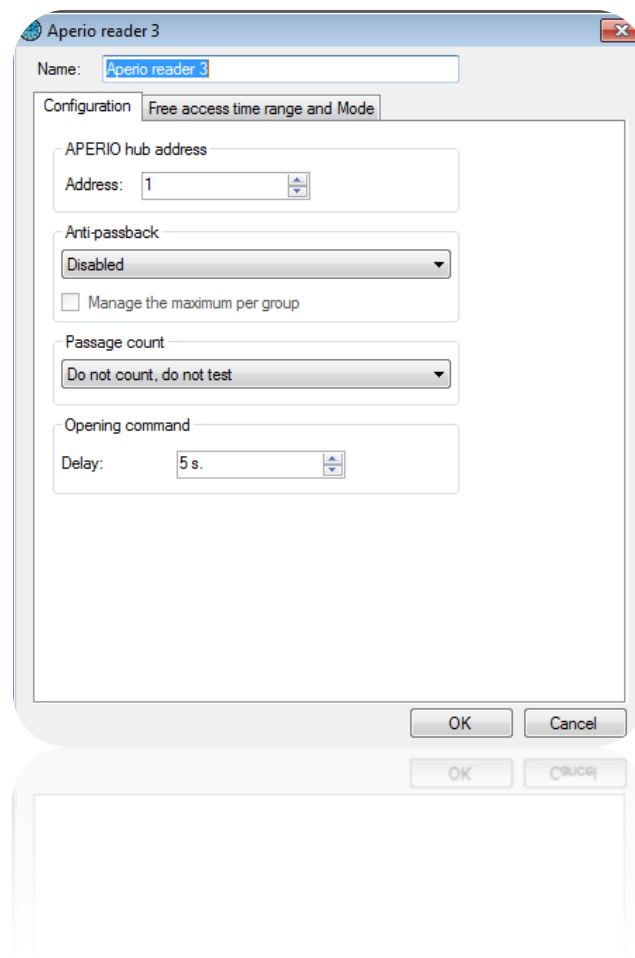 Aperio reader 3
Name: Aperio reader 3
Configuration Free access time range and Mode
APERIO hub address
Address: 1
Anti-passback
Disabled
Manage the maximum per group
Passage count
Do not count, do not test
Opening command
Delay: 5 s.
OK Cancel
OK Cancel